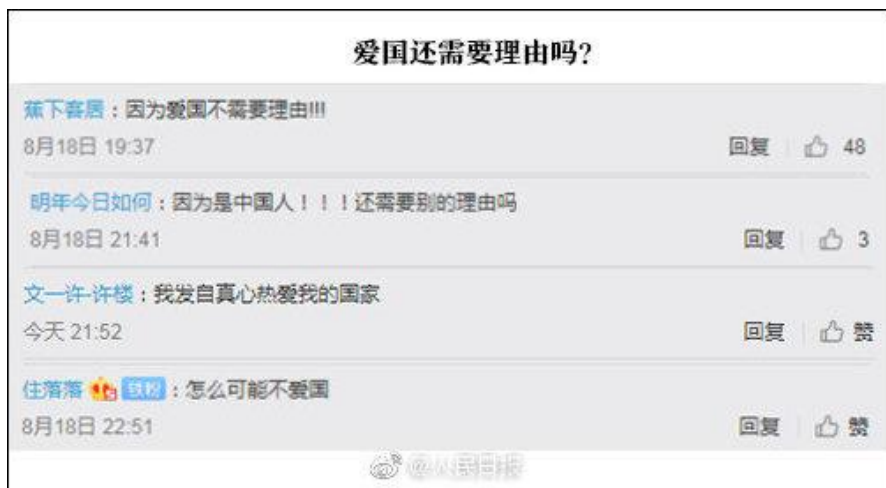 爱国还需要理由吗?
蕉下客居：因为爱国不需要理由!!!
8月18日 19:37 回复 48
明年今日如何：因为是中国人！！！还需要别的理由吗
8月18日 21:41 回复 3
文一许-许楼：我发自真心热爱我的国家
今天 21:52 回复 赞
住落落 铁粉：怎么可能不爱国
8月18日 22:51 回复 赞
@人民日报